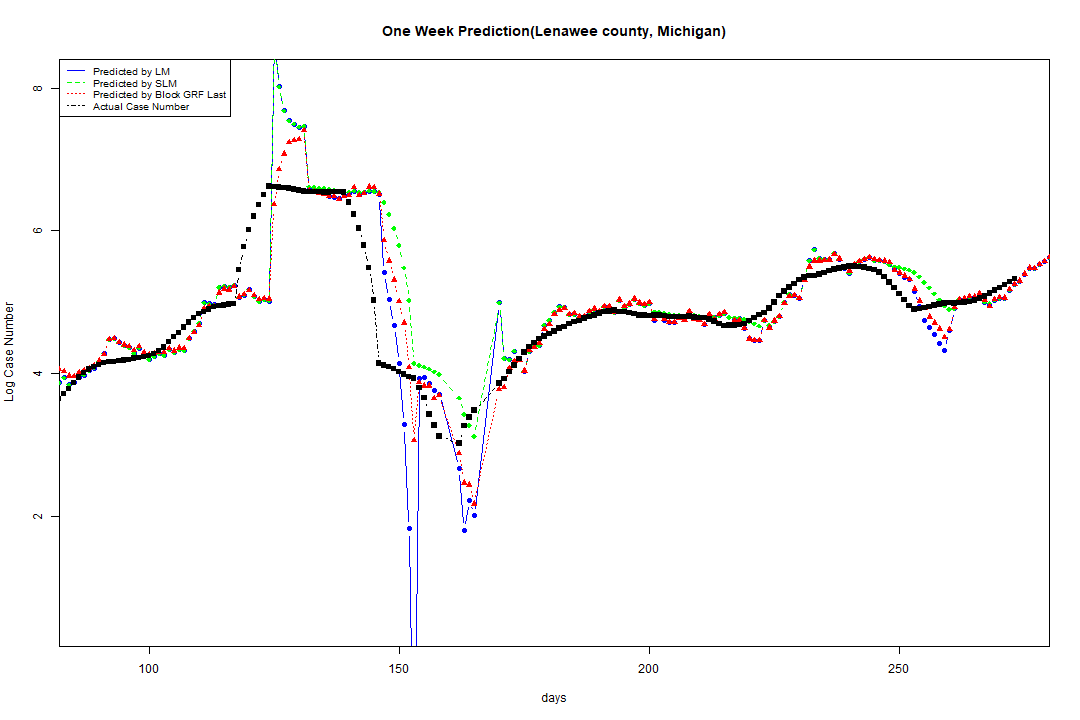 One Week Prediction(Lenawee county, Michigan)
Predicted by LM
Predicted by SLM
Predicted by Block GRF Last
Actual Case Number
8
6
4
2
Log Case Number
100 150 200 250
days